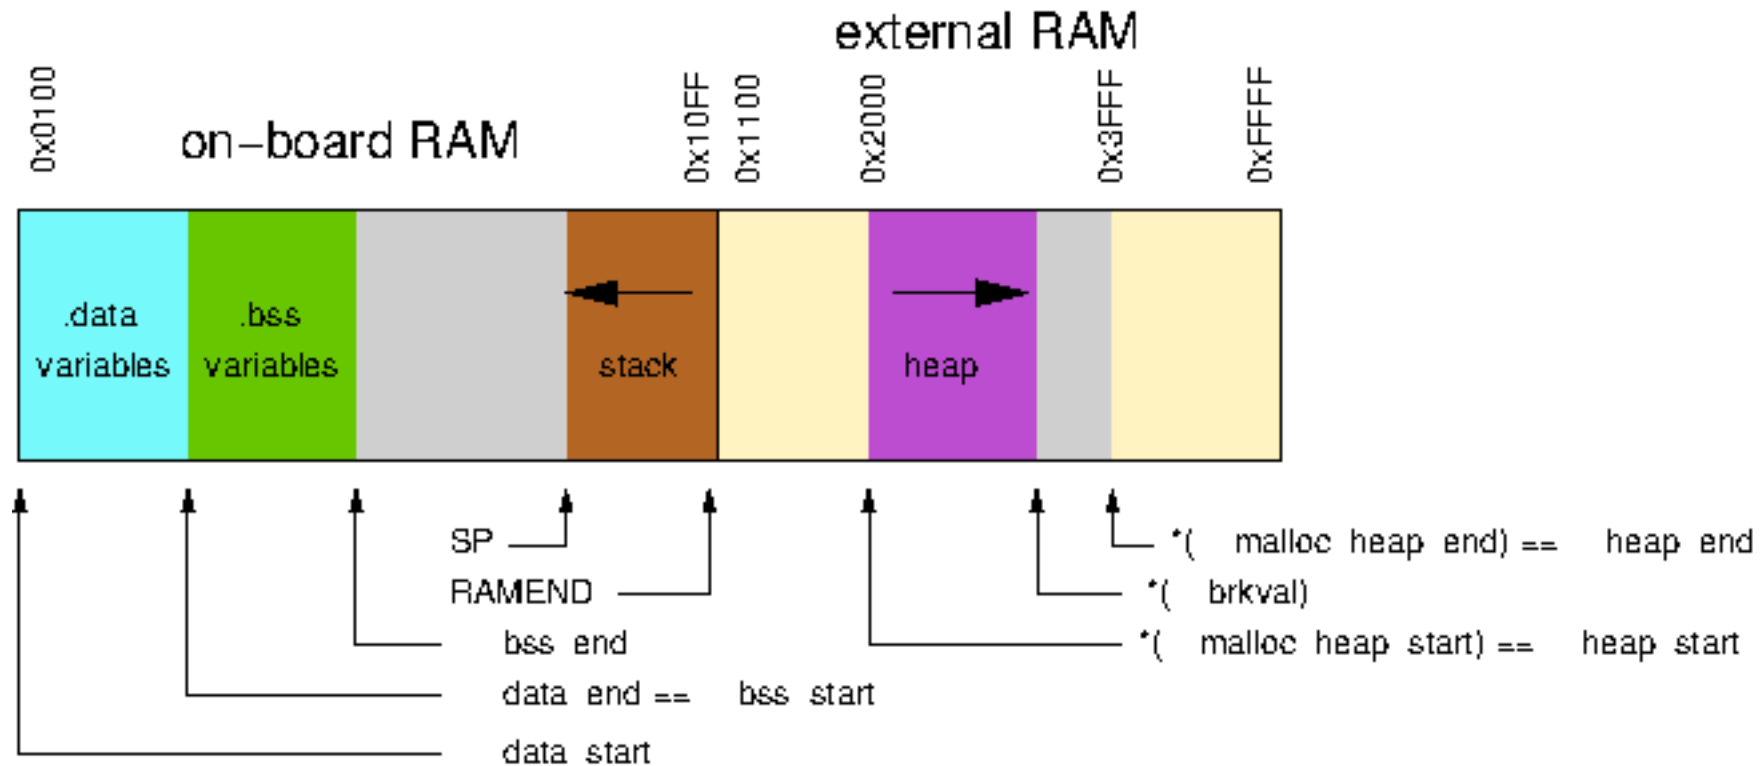 external RAM
on-board RAM
0x0100
0x10FF
0x1100
0x2000
0x3FFF
0xFFFF
.data
variables
.bss
variables
stack
heap
SP
RAMEND
bss end
data end == bss start
data start
*( malloc heap end) == heap end
*( brkval)
*( malloc heap start) == heap start